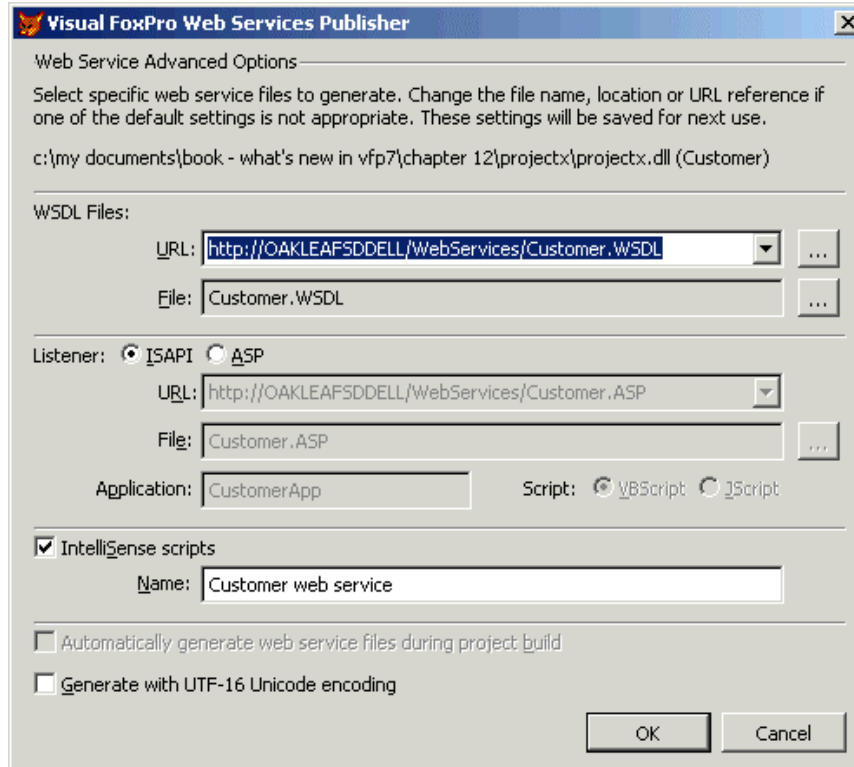 Visual FoxPro Web Services Publisher
Web Service Advanced Options
Select specific web service files to generate. Change the file name, location or URL reference if
one of the default settings is not appropriate. These settings will be saved for next use.
c:\my documents\book - what's new in vfp7\chapter 12\projectx\projectx.dll (Customer)
WSDL Files:
URL: http://OAKLEAFSDDELL/WebServices/Customer.WSDL ...
File: Customer.WSDL ...
Listener: ISAPI ASP
URL: http://OAKLEAFSDDELL/WebServices/Customer.ASP
File: Customer.ASP ...
Application: CustomerApp Script: VBScript JScript
IntelliSense scripts
Name: Customer web service
Automatically generate web service files during project build
Generate with UTF-16 Unicode encoding
OK Cancel